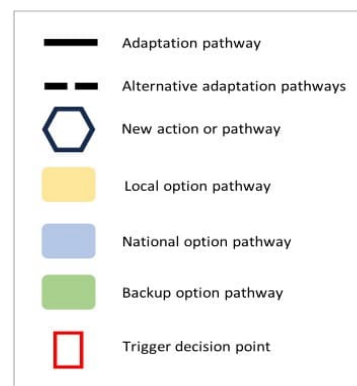 Adaptation pathway
Alternative adaptation pathways
New action or pathway
Local option pathway
National option pathway
Backup option pathway
Trigger decision point